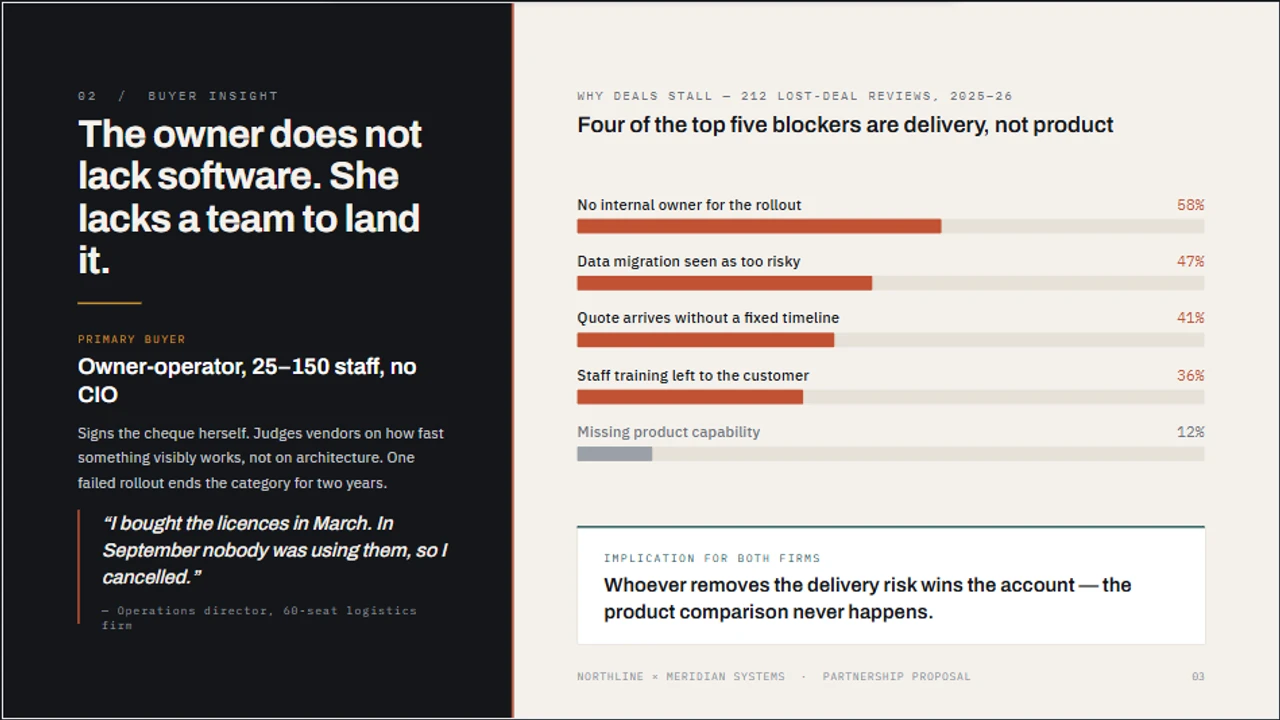 02 / BUYER INSIGHT
The owner does not
lack software. She
lacks a team to land
it.
PRIMARY BUYER
Owner-operator, 25–150 staff, no
CIO
Signs the cheque herself. Judges vendors on how fast
something visibly works, not on architecture. One
failed rollout ends the category for two years.
“I bought the licences in March. In
September nobody was using them, so I
cancelled.”
— Operations director, 60-seat logistics
firm
WHY DEALS STALL — 212 LOST-DEAL REVIEWS, 2025–26
Four of the top five blockers are delivery, not product
No internal owner for the rollout 58%
Data migration seen as too risky 47%
Quote arrives without a fixed timeline 41%
Staff training left to the customer 36%
Missing product capability 12%
IMPLICATION FOR BOTH FIRMS
Whoever removes the delivery risk wins the account — the
product comparison never happens.
NORTHLINE × MERIDIAN SYSTEMS · PARTNERSHIP PROPOSAL 03